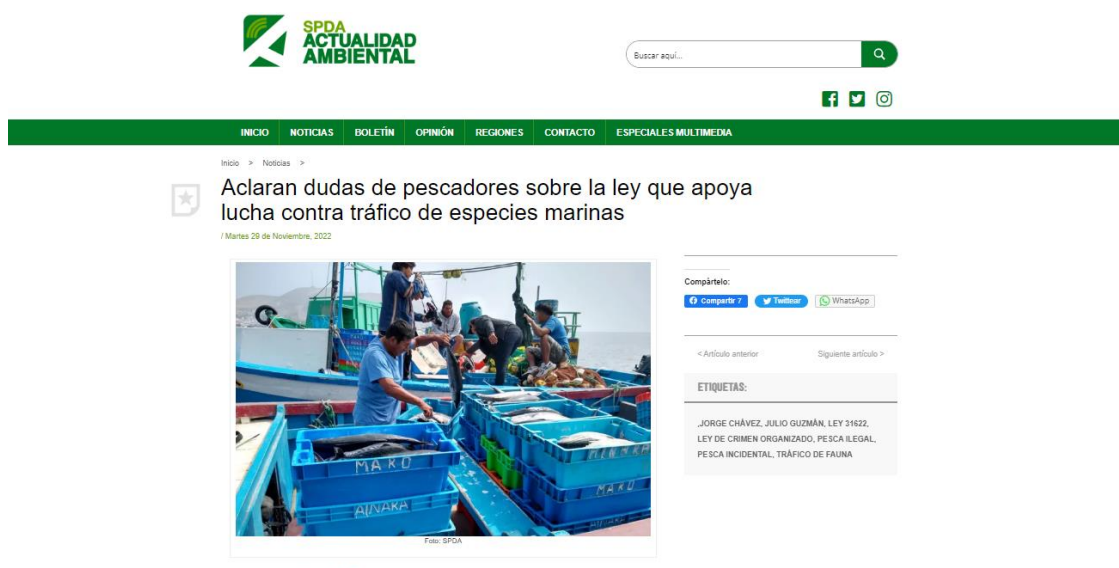 SPDA
ACTUALIDAD
AMBIENTAL
Buscar aquí...
INICIO NOTICIAS BOLETÍN OPINIÓN REGIONES CONTACTO ESPECIALES MULTIMEDIA
Inicio > Noticias >
Aclaran dudas de pescadores sobre la ley que apoya
lucha contra tráfico de especies marinas
/ Martes 29 de Noviembre, 2022
MAKO
AINARA
MAKO
Foto: SPDA
Compártelo:
Compartir 7 Twittear WhatsApp
< Artículo anterior Siguiente artículo >
ETIQUETAS:
,JORGE CHÁVEZ, JULIO GUZMÁN, LEY 31622,
LEY DE CRIMEN ORGANIZADO, PESCA ILEGAL,
PESCA INCIDENTAL, TRÁFICO DE FAUNA